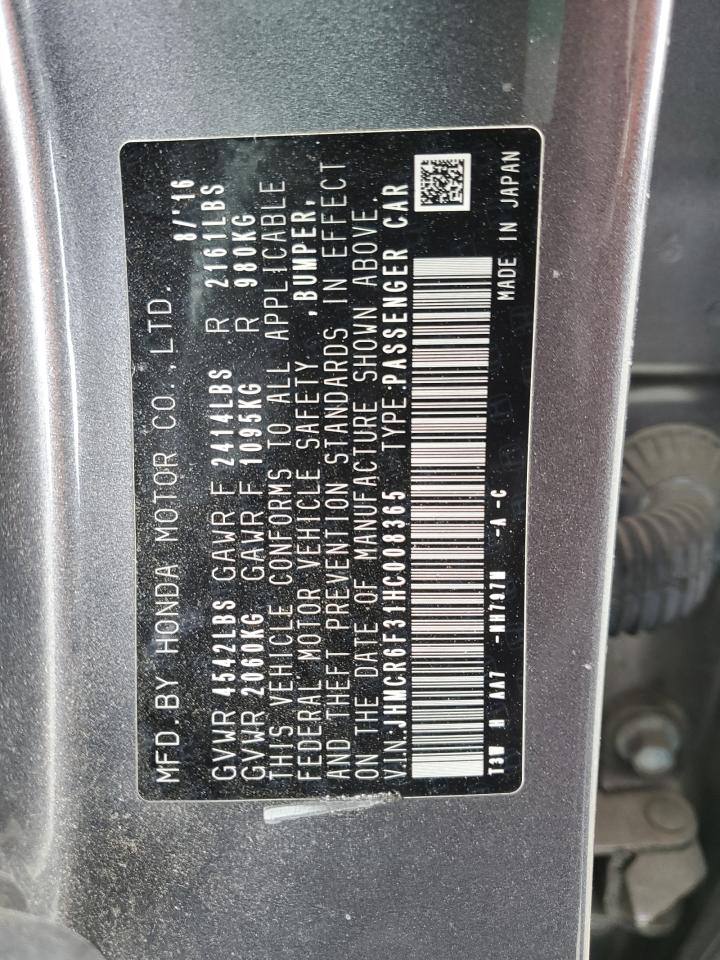 MFD. BY HONDA MOTOR CO., LTD. 8/'16
GVWR 4542LBS GAWR F 2414LBS R 2161LBS
GVWR 2060KG GAWR F 1095KG R 980KG
THIS VEHICLE CONFORMS TO ALL APPLICABLE
FEDERAL MOTOR VEHICLE SAFETY ,BUMPER,
AND THEFT PREVENTION STANDARDS IN EFFECT
ON THE DATE OF MANUFACTURE SHOWN ABOVE.
V.I.N:JHMCR6F31HC008365 TYPE:PASSENGER CAR
T3W H AA7 -NH797M -A -C MADE IN JAPAN